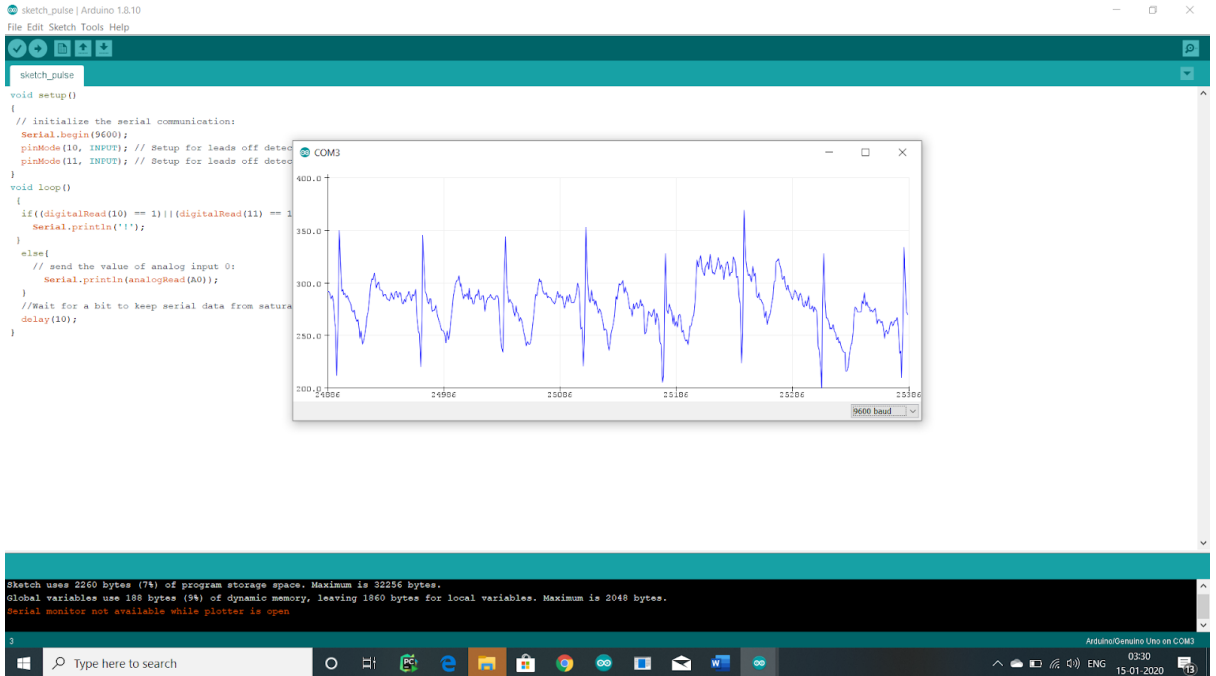 sketch_pulse | Arduino 1.8.10
File Edit Sketch Tools Help
sketch_pulse
void setup()
{
// initialize the serial communication:
Serial.begin(9600);
pinMode(10, INPUT); // Setup for leads off detec
pinMode(11, INPUT); // Setup for leads off detec
}
void loop()
{
if((digitalRead(10) == 1)||(digitalRead(11) == 1
Serial.println('!');
}
else{
// send the value of analog input 0:
Serial.println(analogRead(A0));
}
//Wait for a bit to keep serial data from satura
delay(10);
}
COM3
400.0
350.0
300.0
250.0
200.0
24886 24986 25086 25186 25286 25386
9600 baud
Sketch uses 2260 bytes (7%) of program storage space. Maximum is 32256 bytes.
Global variables use 188 bytes (9%) of dynamic memory, leaving 1860 bytes for local variables. Maximum is 2048 bytes.
Serial monitor not available while plotter is open
3 Arduino/Genuino Uno on COM3
Type here to search
ENG
03:30
15-01-2020
13